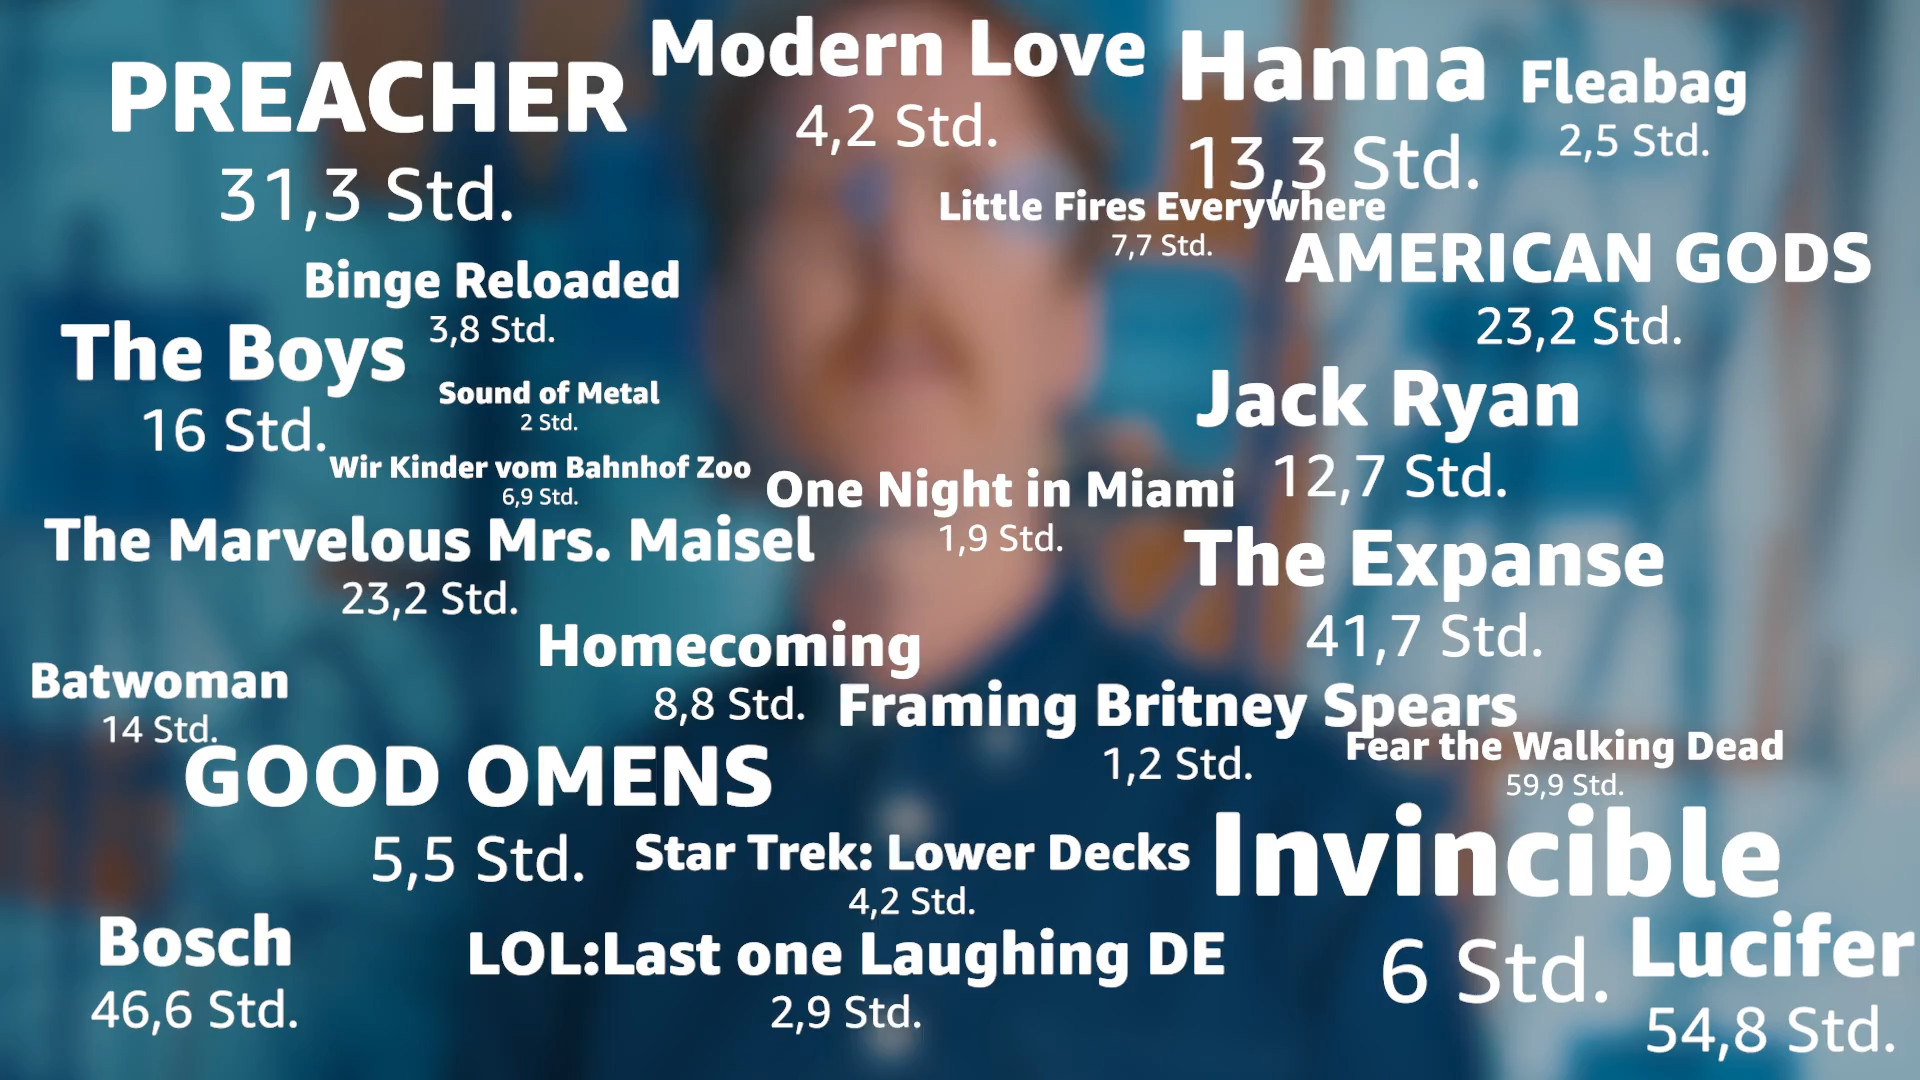 Modern Love
4,2 Std.
Hanna
13,3 Std.
Fleabag
2,5 Std.
PREACHER
31,3 Std.
Little Fires Everywhere
7,7 Std.
AMERICAN GODS
23,2 Std.
Binge Reloaded
3,8 Std.
The Boys
16 Std.
Sound of Metal
2 Std.
Jack Ryan
12,7 Std.
Wir Kinder vom Bahnhof Zoo
6,9 Std.
One Night in Miami
1,9 Std.
The Marvelous Mrs. Maisel
23,2 Std.
The Expanse
41,7 Std.
Homecoming
8,8 Std.
Batwoman
14 Std.
Framing Britney Spears
1,2 Std.
Fear the Walking Dead
59,9 Std.
GOOD OMENS
5,5 Std.
Star Trek: Lower Decks
4,2 Std.
Invincible
6 Std.
Bosch
46,6 Std.
LOL:Last one Laughing DE
2,9 Std.
Lucifer
54,8 Std.